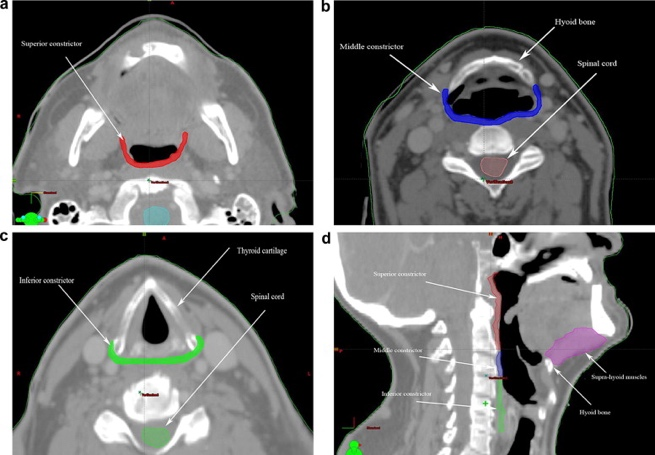 a
Superior constrictor
b
Hyoid bone
Middle constrictor
Spinal cord
c
Thyroid cartilage
Inferior constrictor
Spinal cord
d
Superior constrictor
Middle constrictor
Inferior constrictor
Supra-hyoid muscles
Hyoid bone